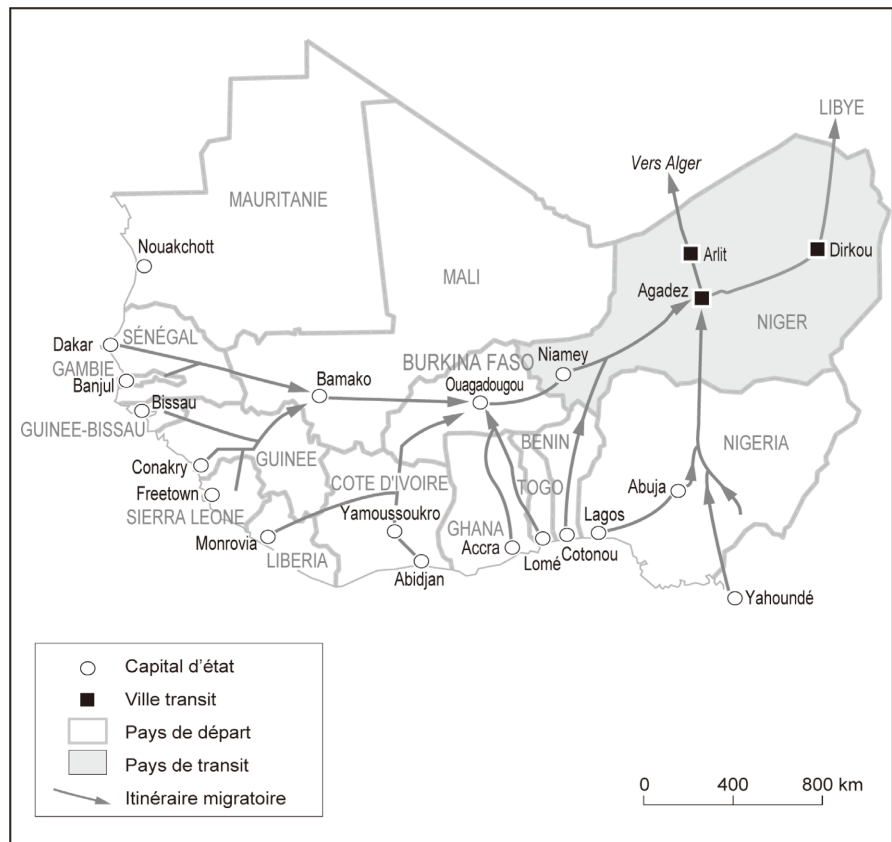 LIBYE
Vers Alger
MAURITANIE
Nouakchott
Arlit
Dirkou
MALI
Agadez
NIGER
SÉNÉGAL
Dakar
BURKINA FASO
Niamey
GAMBIE
Banjul
Bamako
Ouagadougou
Bissau
GUINEE-BISSAU
BENIN
NIGERIA
GUINEE
Conakry
COTE D'IVOIRE
TOGO
Abuja
Freetown
SIERRA LEONE
Yamoussoukro
GHANA
Lagos
Monrovia
LIBERIA
Accra
Lomé
Cotonou
Abidjan
Yahoundé
Capital d'état
Ville transit
Pays de départ
Pays de transit
Itinéraire migratoire
0 400 800 km